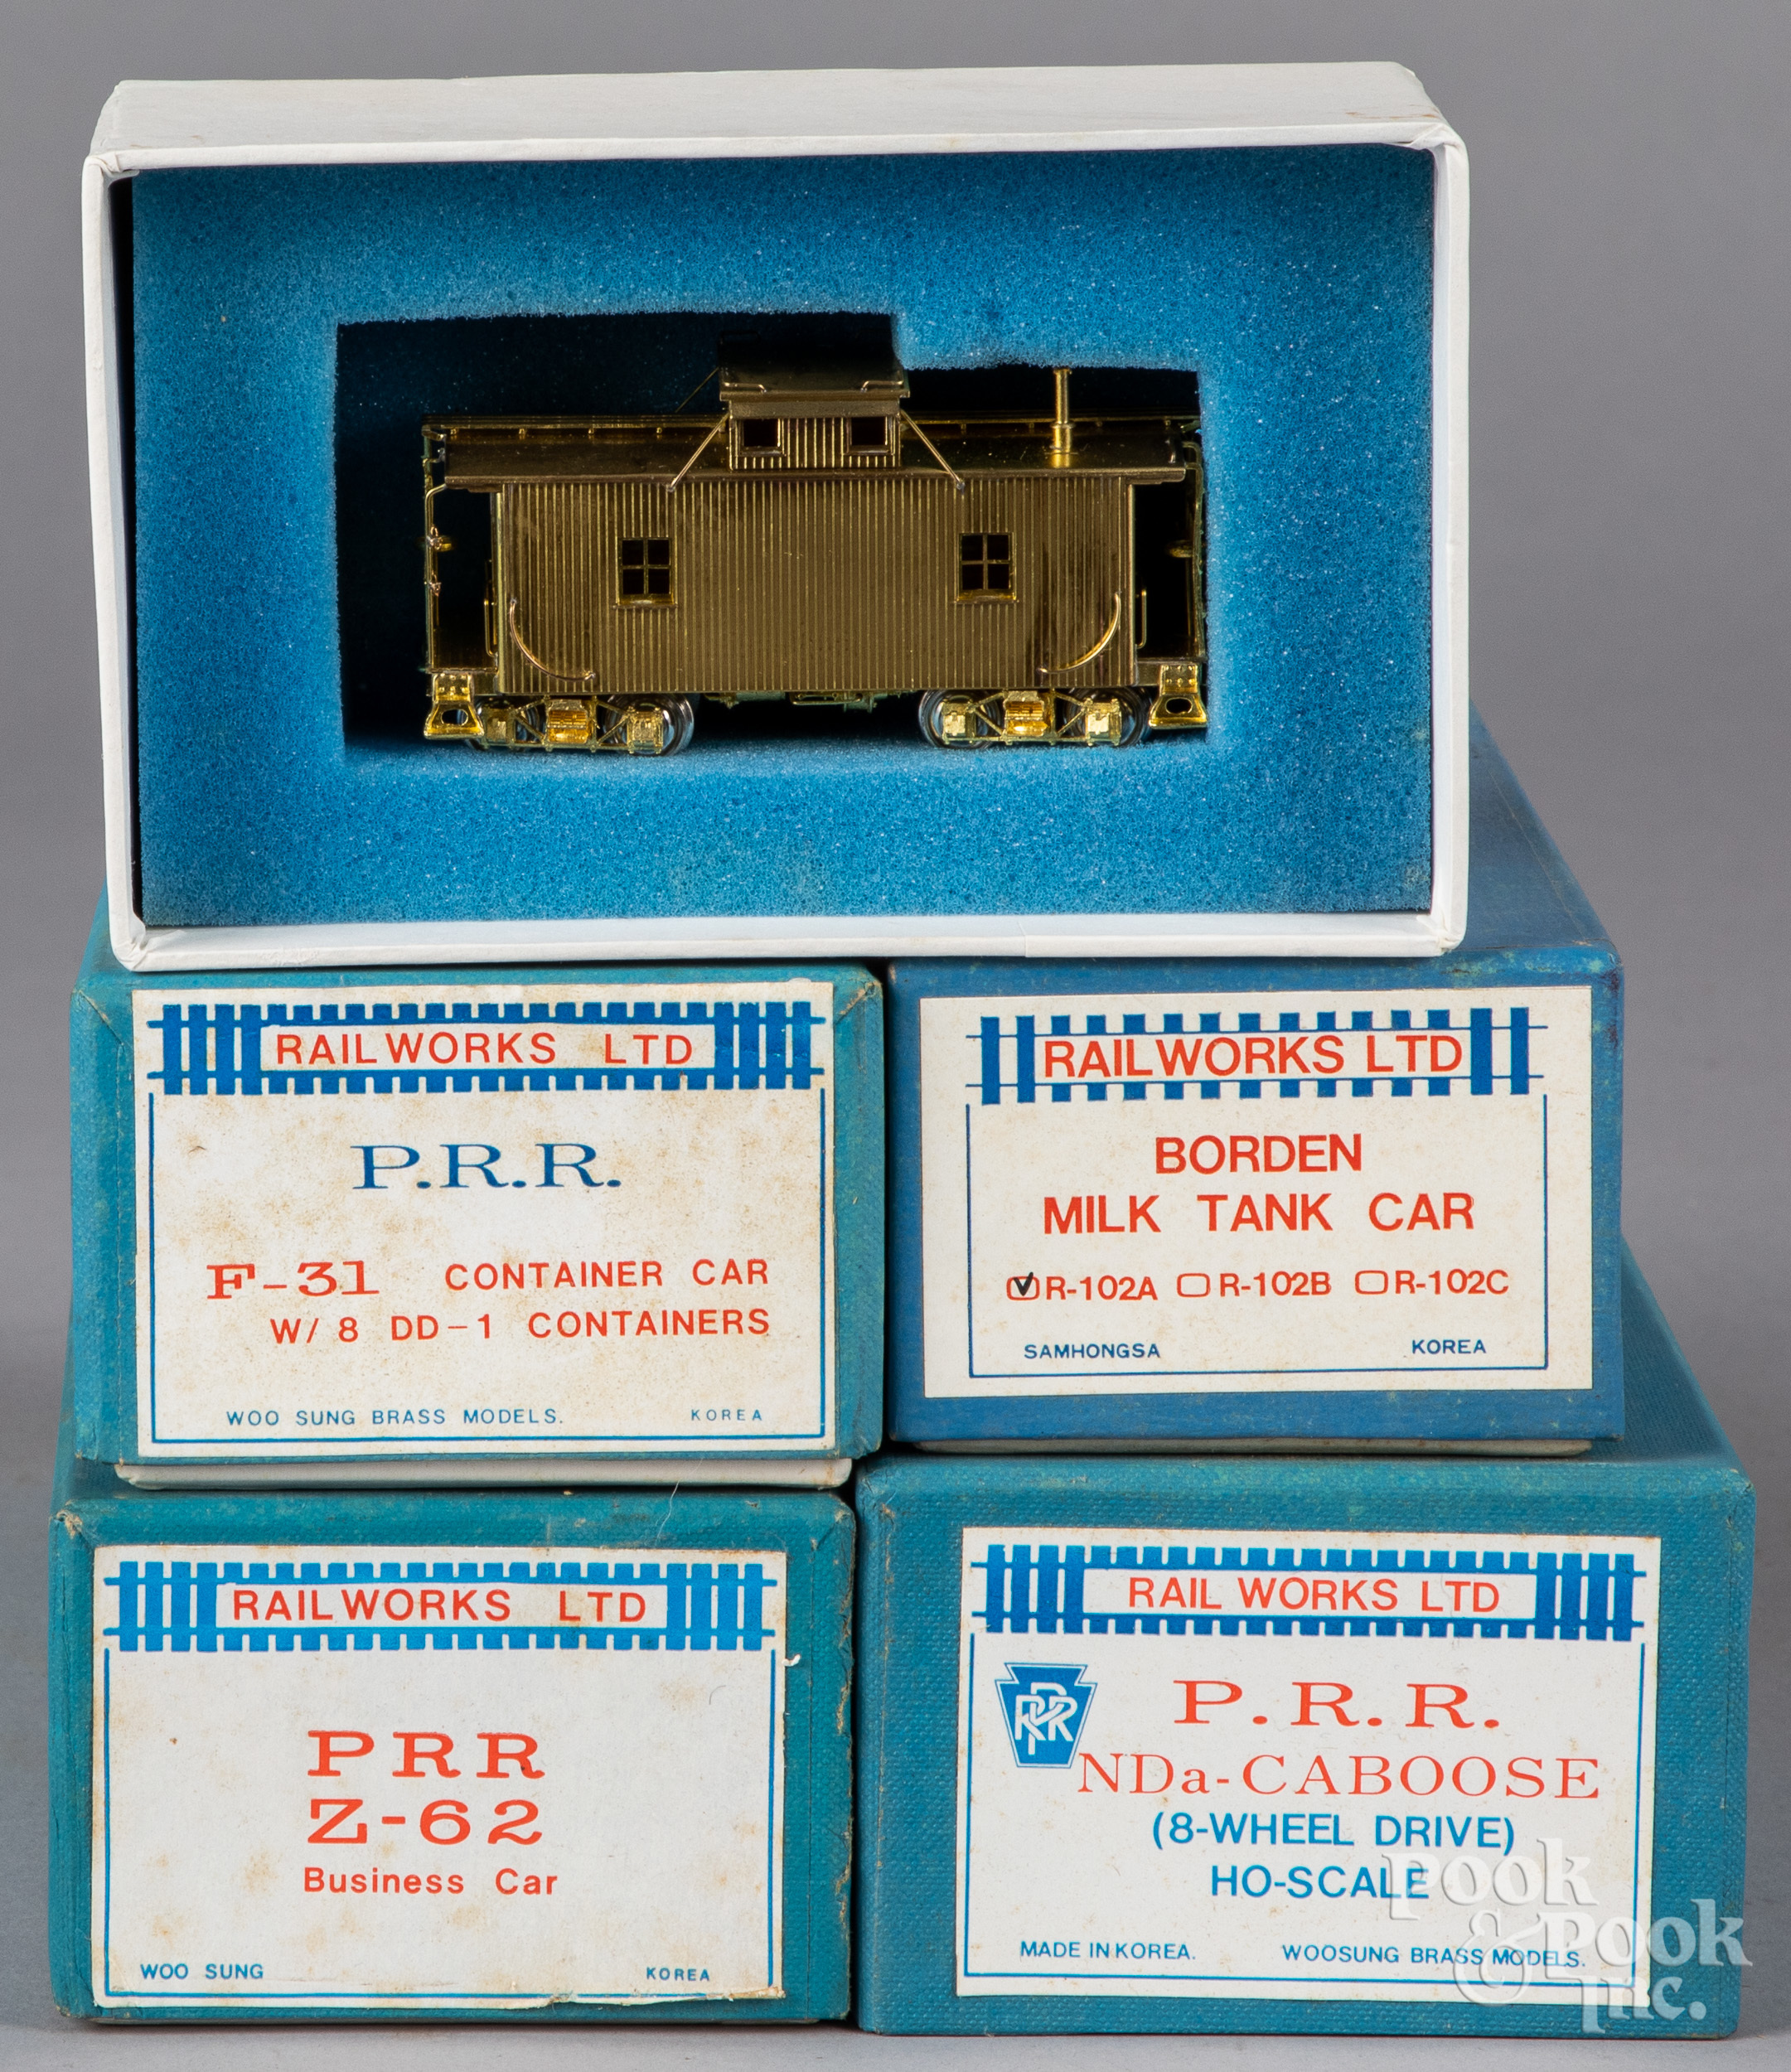 RAILWORKS LTD
P.R.R.
F-31 CONTAINER CAR
W/ 8 DD-1 CONTAINERS
WOO SUNG BRASS MODELS. KOREA
RAILWORKS LTD
BORDEN
MILK TANK CAR
R-102A R-102B R-102C
SAMHONGSA KOREA
RAILWORKS LTD
PRR
Z-62
Business Car
WOO SUNG KOREA
RAIL WORKS LTD
PRR
P.R.R.
NDa-CABOOSE
(8-WHEEL DRIVE)
HO-SCALE
MADE IN KOREA. WOOSUNG BRASS MODELS.
Pook
& Pook
Inc.